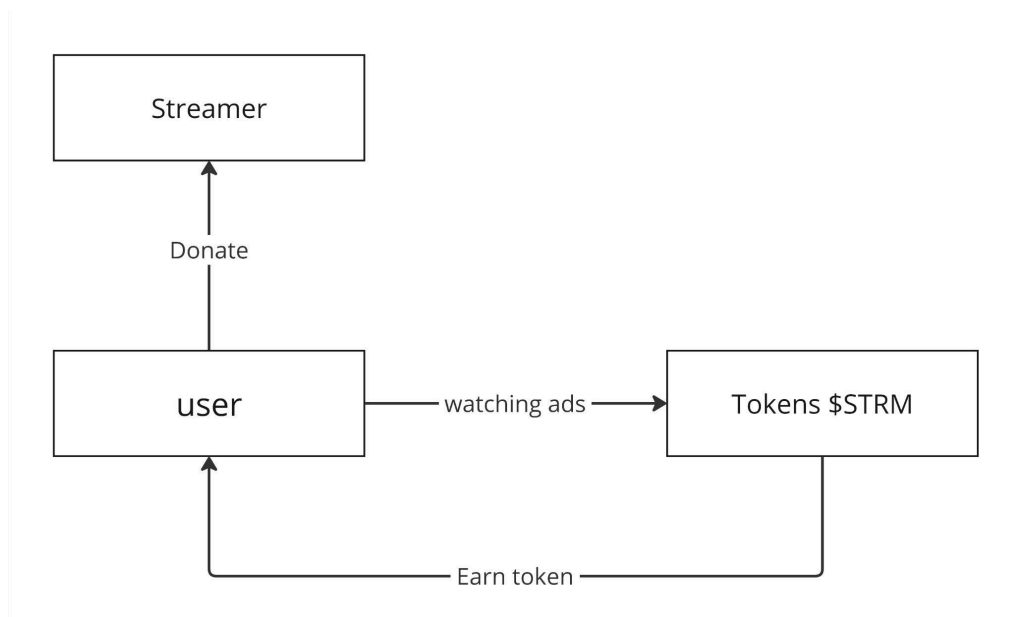 Streamer
Donate
user
watching ads
Tokens $STRM
Earn token